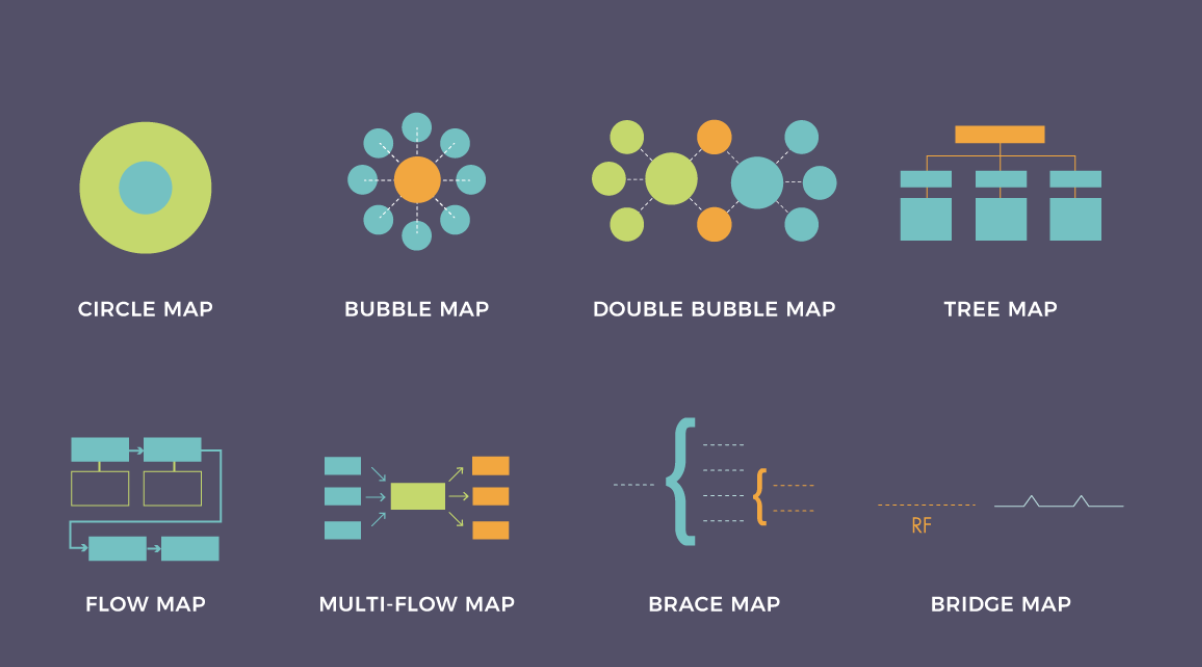 CIRCLE MAP
BUBBLE MAP
DOUBLE BUBBLE MAP
TREE MAP
RF
FLOW MAP
MULTI-FLOW MAP
BRACE MAP
BRIDGE MAP